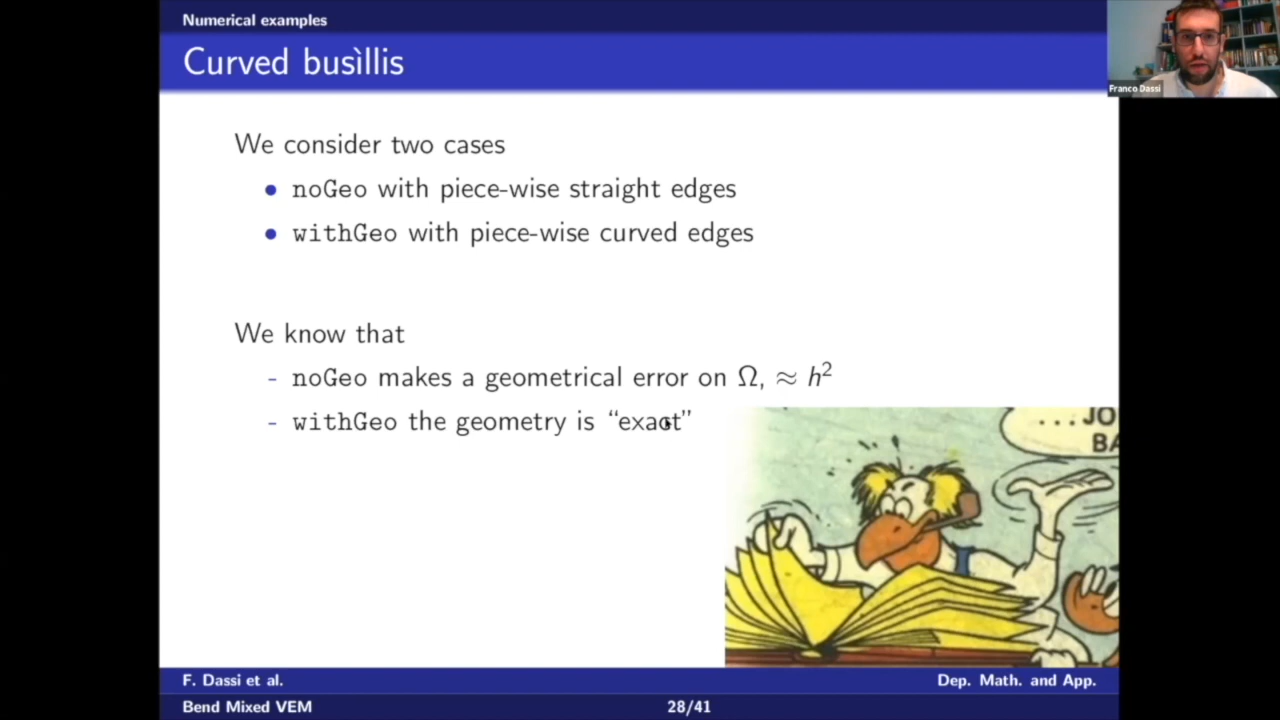 Numerical examples
Curved busìllis
Franco Dassi
We consider two cases
• noGeo with piece-wise straight edges
• withGeo with piece-wise curved edges
We know that
- noGeo makes a geometrical error on Ω, ≈ h²
- withGeo the geometry is “exact”
...JO
BA
F. Dassi et al.
Dep. Math. and App.
Bend Mixed VEM
28/41